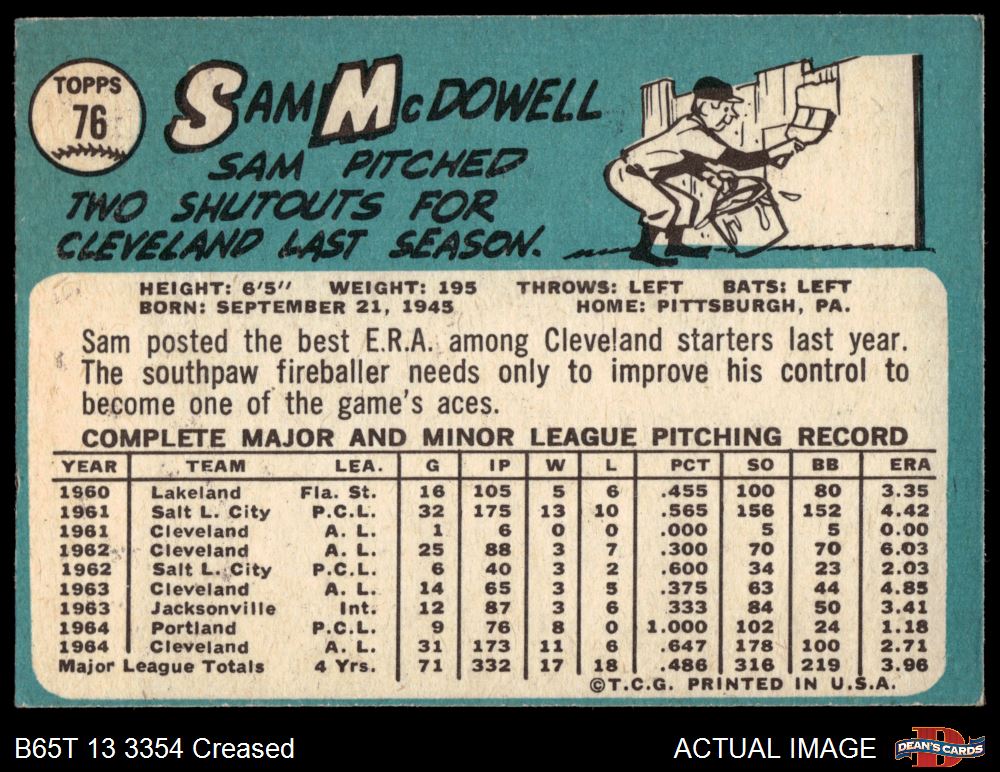 TOPPS
76
SAM McDOWELL
SAM PITCHED
TWO SHUTOUTS FOR
CLEVELAND LAST SEASON.
HEIGHT: 6'5" WEIGHT: 195 THROWS: LEFT BATS: LEFT
BORN: SEPTEMBER 21, 1945 HOME: PITTSBURGH, PA.
Sam posted the best E.R.A. among Cleveland starters last year.
The southpaw fireballer needs only to improve his control to
become one of the game's aces.
COMPLETE MAJOR AND MINOR LEAGUE PITCHING RECORD
YEAR TEAM LEA. G IP W L PCT SO BB ERA
1960 Lakeland Fla. St. 16 105 5 6 .455 100 80 3.35
1961 Salt L. City P.C.L. 32 175 13 10 .565 156 152 4.42
1961 Cleveland A. L. 1 6 0 0 .000 5 5 0.00
1962 Cleveland A. L. 25 88 3 7 .300 70 70 6.03
1962 Salt L. City P.C.L. 6 40 3 2 .600 34 23 2.03
1963 Cleveland A. L. 14 65 3 5 .375 63 44 4.85
1963 Jacksonville Int. 12 87 3 6 .333 84 50 3.41
1964 Portland P.C.L. 9 76 8 0 1.000 102 24 1.18
1964 Cleveland A. L. 31 173 11 6 .647 178 100 2.71
Major League Totals 4 Yrs. 71 332 17 18 .486 316 219 3.96
©T.C.G. PRINTED IN U.S.A.
B65T 13 3354 Creased ACTUAL IMAGE DEAN'S CARDS